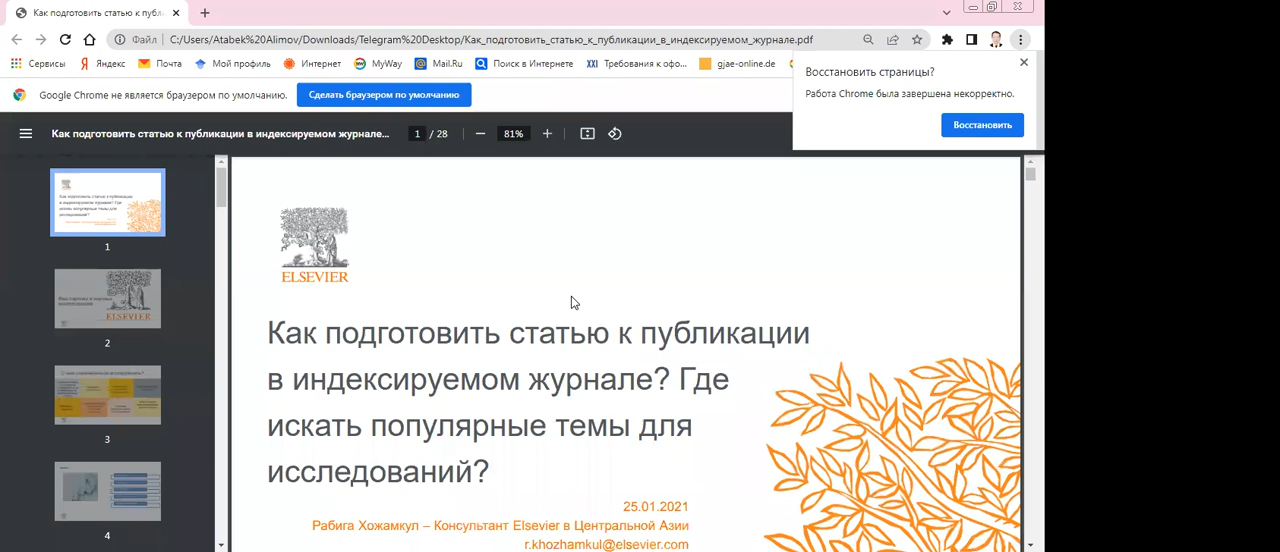 Как подготовить статью к публ
Файл
C:/Users/Atabek%20Alimov/Downloads/Telegram%20Desktop/Как_подготовить_статью_к_публикации_в_индексируемом_журнале.pdf
Сервисы
Яндекс
Почта
Мой профиль
Интернет
MyWay
Mail.Ru
Поиск в Интернете
XXI Требования к офо...
gjae-online.de
Восстановить страницы?
Работа Chrome была завершена некорректно.
Восстановить
Google Chrome не является браузером по умолчанию.
Сделать браузером по умолчанию
Как подготовить статью к публикации в индексируемом журнале...
1 / 28
81%
1
2
3
4
ELSEVIER
Как подготовить статью к публикации
в индексируемом журнале? Где
искать популярные темы для
исследований?
25.01.2021
Рабига Хожамкул – Консультант Elsevier в Центральной Азии
r.khozhamkul@elsevier.com